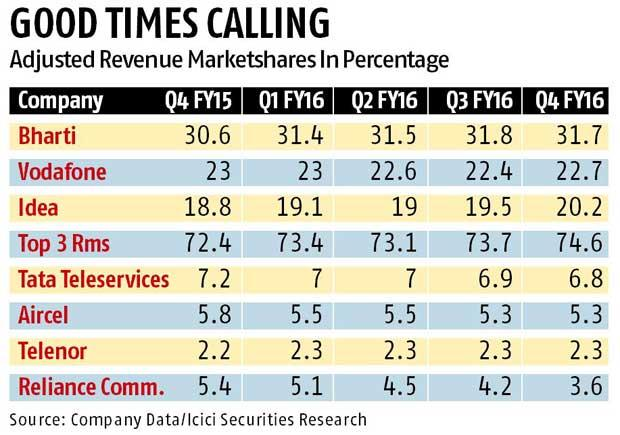 GOOD TIMES CALLING
Adjusted Revenue Marketshares In Percentage
Company Q4 FY15 Q1 FY16 Q2 FY16 Q3 FY16 Q4 FY16
Bharti 30.6 31.4 31.5 31.8 31.7
Vodafone 23 23 22.6 22.4 22.7
Idea 18.8 19.1 19 19.5 20.2
Top 3 Rms 72.4 73.4 73.1 73.7 74.6
Tata Teleservices 7.2 7 7 6.9 6.8
Aircel 5.8 5.5 5.5 5.3 5.3
Telenor 2.2 2.3 2.3 2.3 2.3
Reliance Comm. 5.4 5.1 4.5 4.2 3.6
Source: Company Data/Icici Securities Research